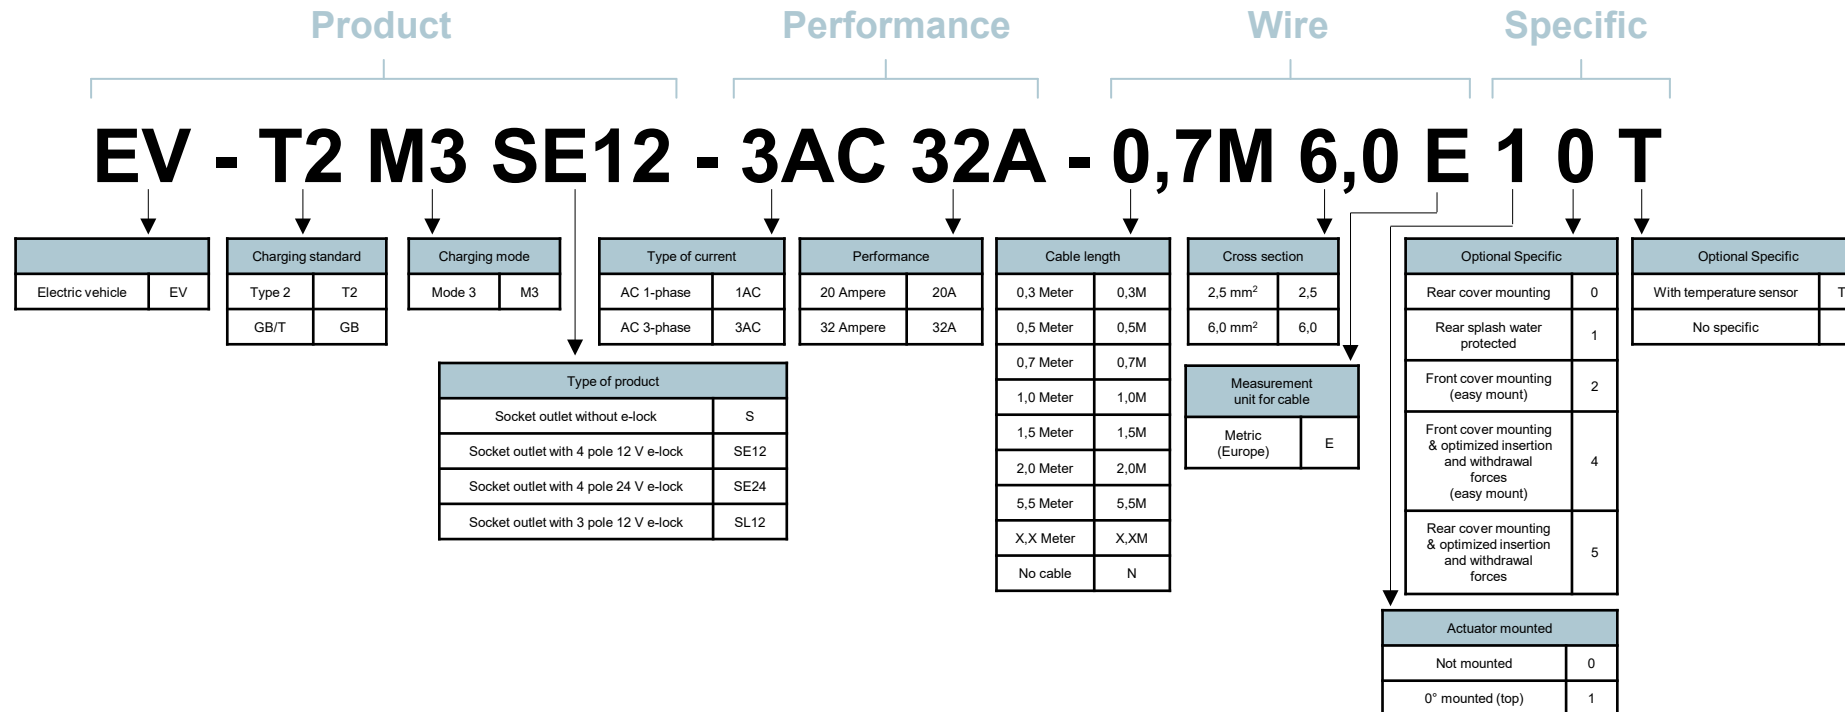 Product Performance Wire Specific
EV - T2 M3 SE12 - 3AC 32A - 0,7M 6,0 E 1 0 T
Electric vehicle EV
Charging standard
Type 2 T2
GB/T GB
Charging mode
Mode 3 M3
Type of product
Socket outlet without e-lock S
Socket outlet with 4 pole 12 V e-lock SE12
Socket outlet with 4 pole 24 V e-lock SE24
Socket outlet with 3 pole 12 V e-lock SL12
Type of current
AC 1-phase 1AC
AC 3-phase 3AC
Performance
20 Ampere 20A
32 Ampere 32A
Cable length
0,3 Meter 0,3M
0,5 Meter 0,5M
0,7 Meter 0,7M
1,0 Meter 1,0M
1,5 Meter 1,5M
2,0 Meter 2,0M
5,5 Meter 5,5M
X,X Meter X,XM
No cable N
Cross section
2,5 mm² 2,5
6,0 mm² 6,0
Measurement
unit for cable
Metric
(Europe) E
Optional Specific
Rear cover mounting 0
Rear splash water
protected 1
Front cover mounting
(easy mount) 2
Front cover mounting
& optimized insertion
and withdrawal
forces
(easy mount) 4
Rear cover mounting
& optimized insertion
and withdrawal
forces 5
Actuator mounted
Not mounted 0
0° mounted (top) 1
Optional Specific
With temperature sensor T
No specific